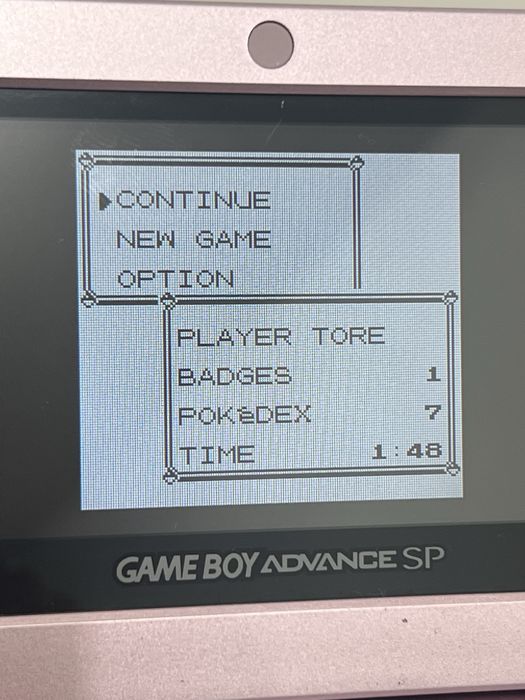 CONTINUE
NEW GAME
OPTION
PLAYER TORE
BADGES 1
POKéDEX 7
TIME 1:48
GAME BOY ADVANCE SP